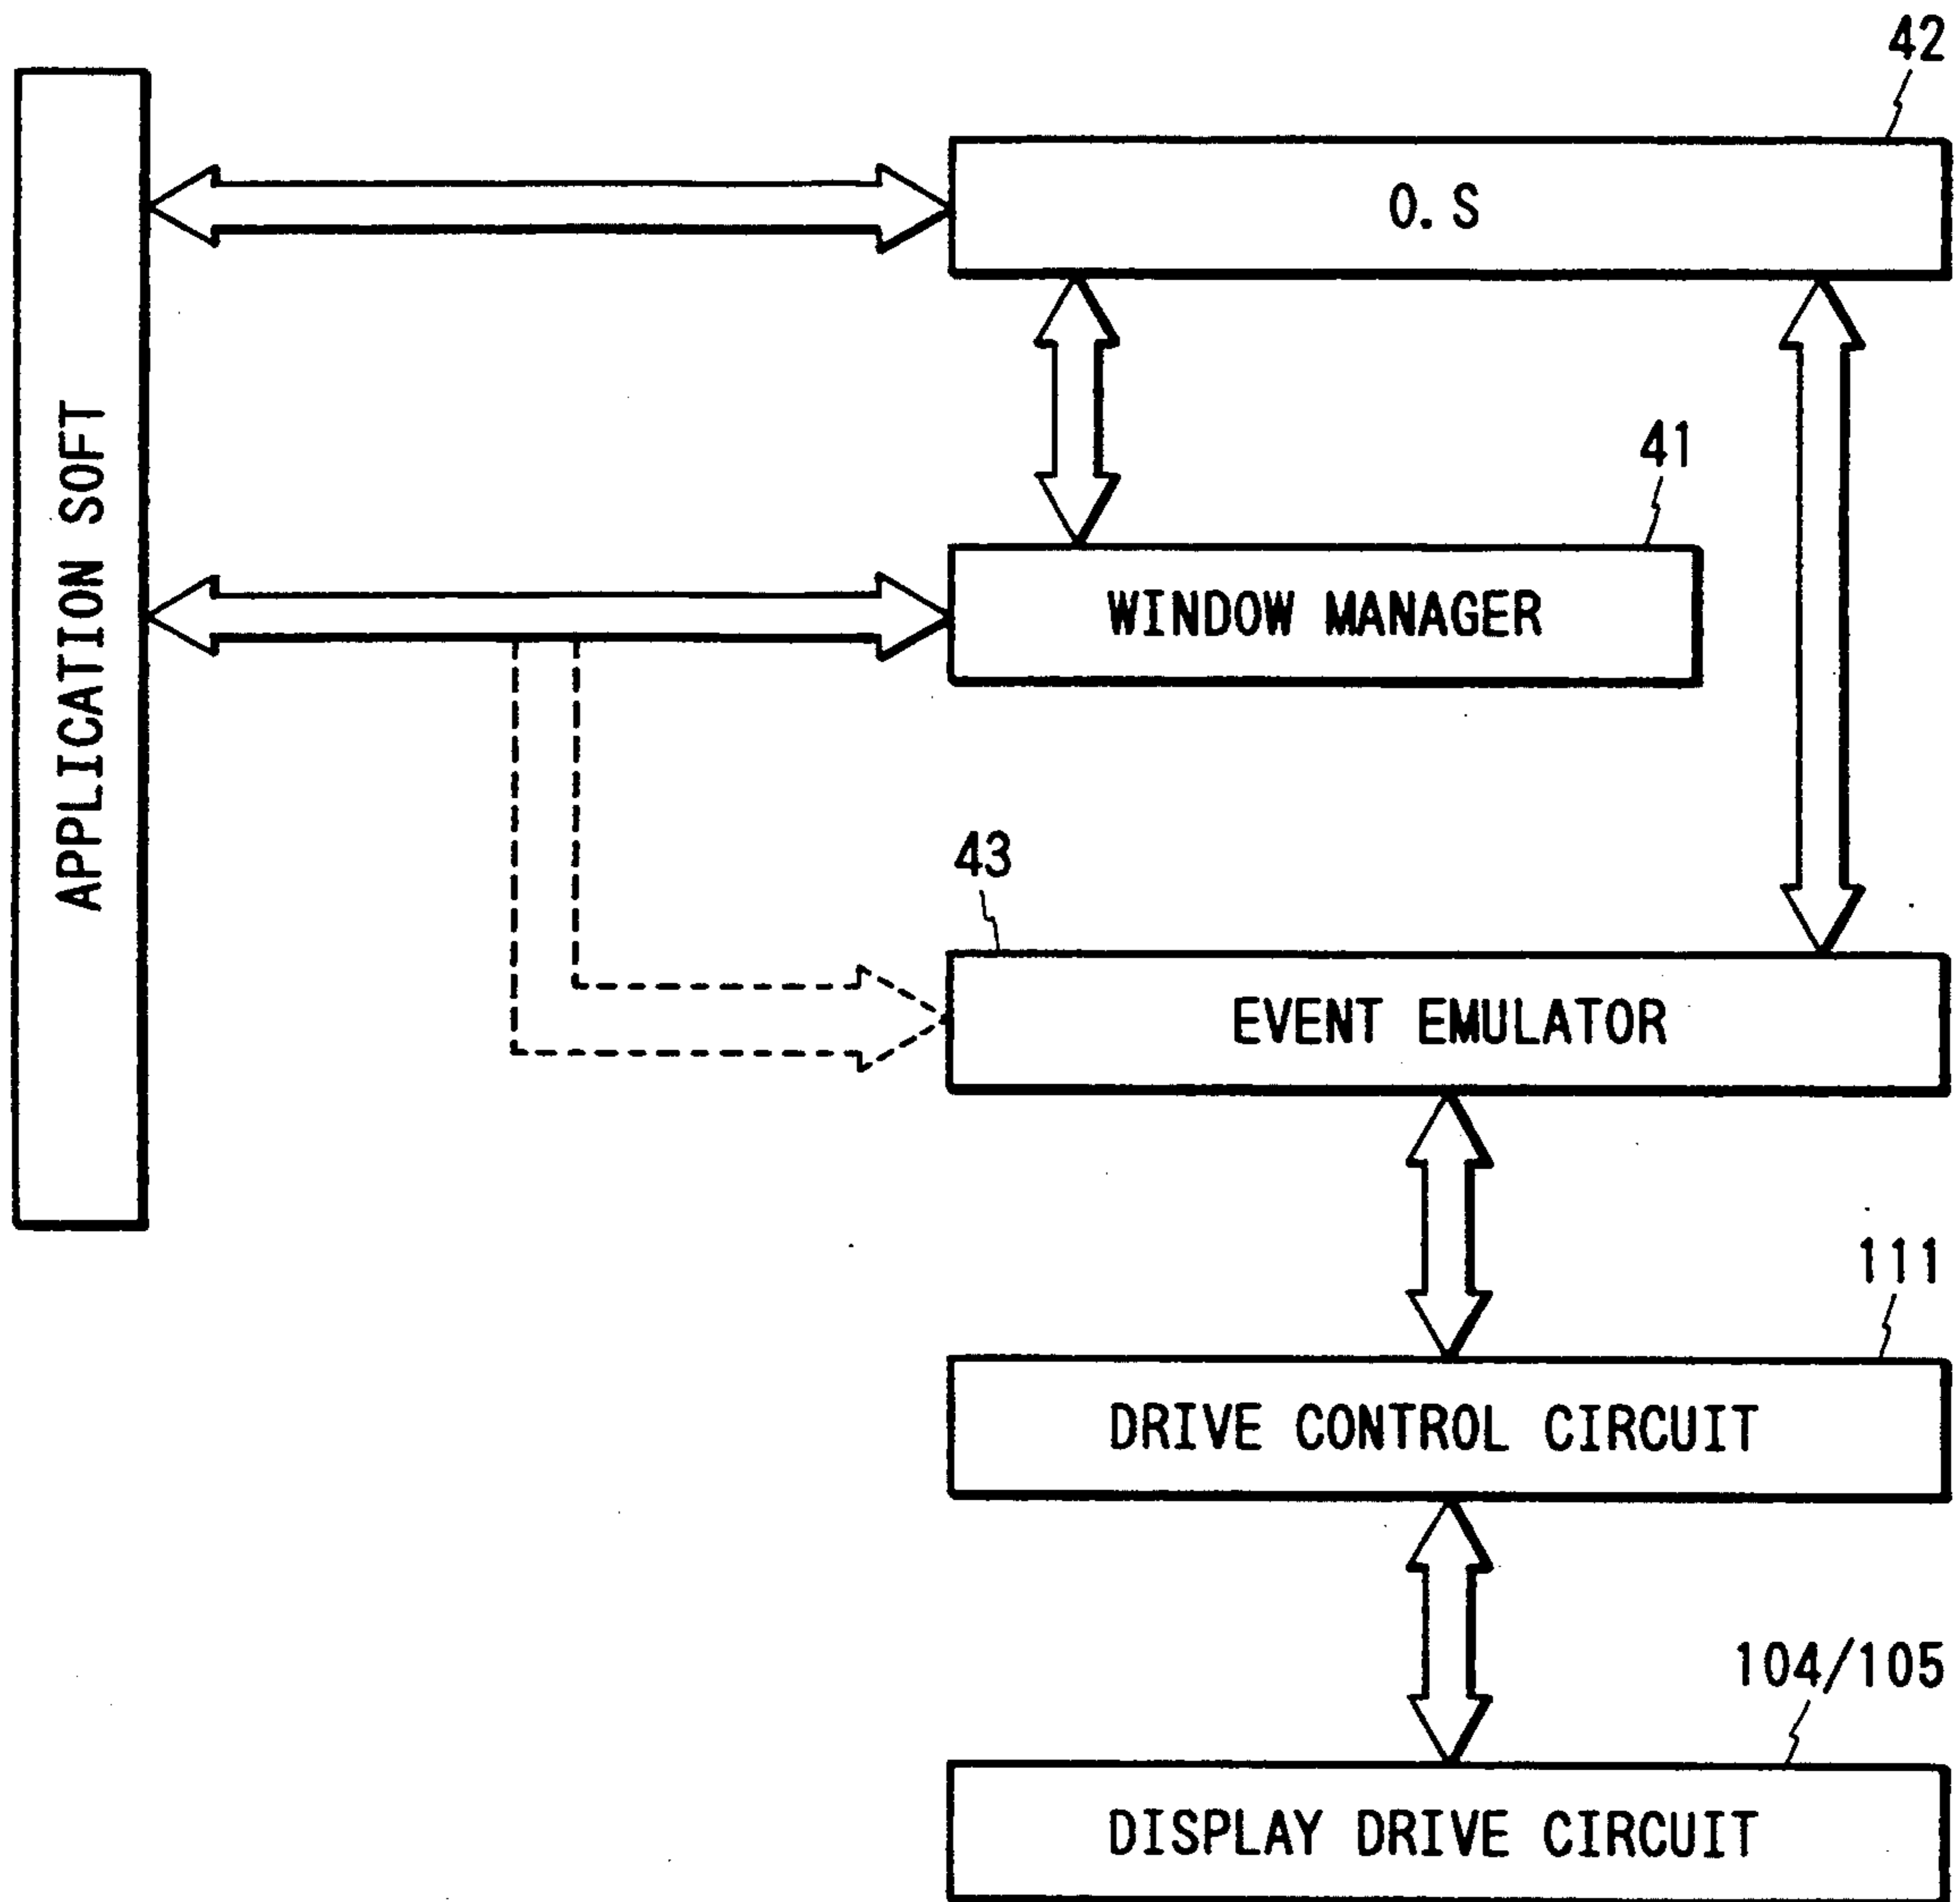 42
O.S
APPLICATION SOFT
41
WINDOW MANAGER
43
EVENT EMULATOR
111
DRIVE CONTROL CIRCUIT
104/105
DISPLAY DRIVE CIRCUIT